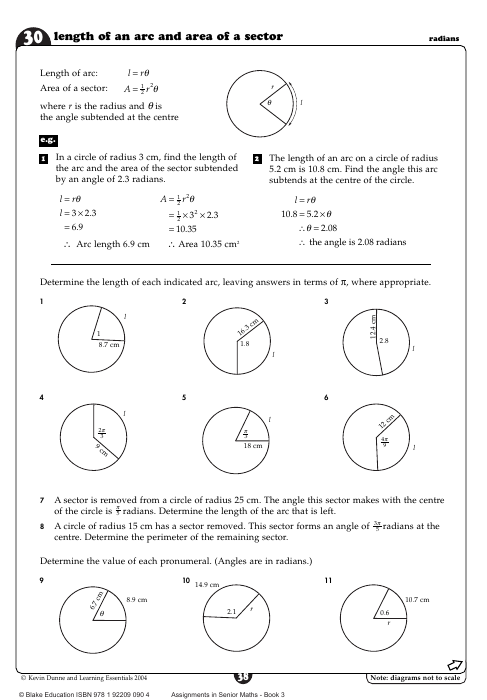 30 length of an arc and area of a sector
radians
Length of arc: l = rθ
Area of a sector: A = ½r²θ
where r is the radius and θ is
the angle subtended at the centre
r
θ
l
e.g.
1 In a circle of radius 3 cm, find the length of
the arc and the area of the sector subtended
by an angle of 2.3 radians.
l = rθ
l = 3 × 2.3
= 6.9
∴ Arc length 6.9 cm
A = ½r²θ
= ½ × 3² × 2.3
= 10.35
∴ Area 10.35 cm²
2 The length of an arc on a circle of radius
5.2 cm is 10.8 cm. Find the angle this arc
subtends at the centre of the circle.
l = rθ
10.8 = 5.2 × θ
∴ θ = 2.08
∴ the angle is 2.08 radians
Determine the length of each indicated arc, leaving answers in terms of π, where appropriate.
1
l
1
8.7 cm
2
16.3 cm
1.8
l
3
12.4 cm
2.8
l
4
l
2π/3
9 cm
5
l
π/3
18 cm
6
12 cm
4π/9
l
7 A sector is removed from a circle of radius 25 cm. The angle this sector makes with the centre
of the circle is radians. Determine the length of the arc that is left.
8 A circle of radius 15 cm has a sector removed. This sector forms an angle of radians at the
centre. Determine the perimeter of the remaining sector.
Determine the value of each pronumeral. (Angles are in radians.)
9
6.7 cm
8.9 cm
θ
10
14.9 cm
2.1
r
11
10.7 cm
0.6
r
© Kevin Dunne and Learning Essentials 2004
38
Note: diagrams not to scale
© Blake Education ISBN 978 1 92209 090 4 Assignments in Senior Maths - Book 3